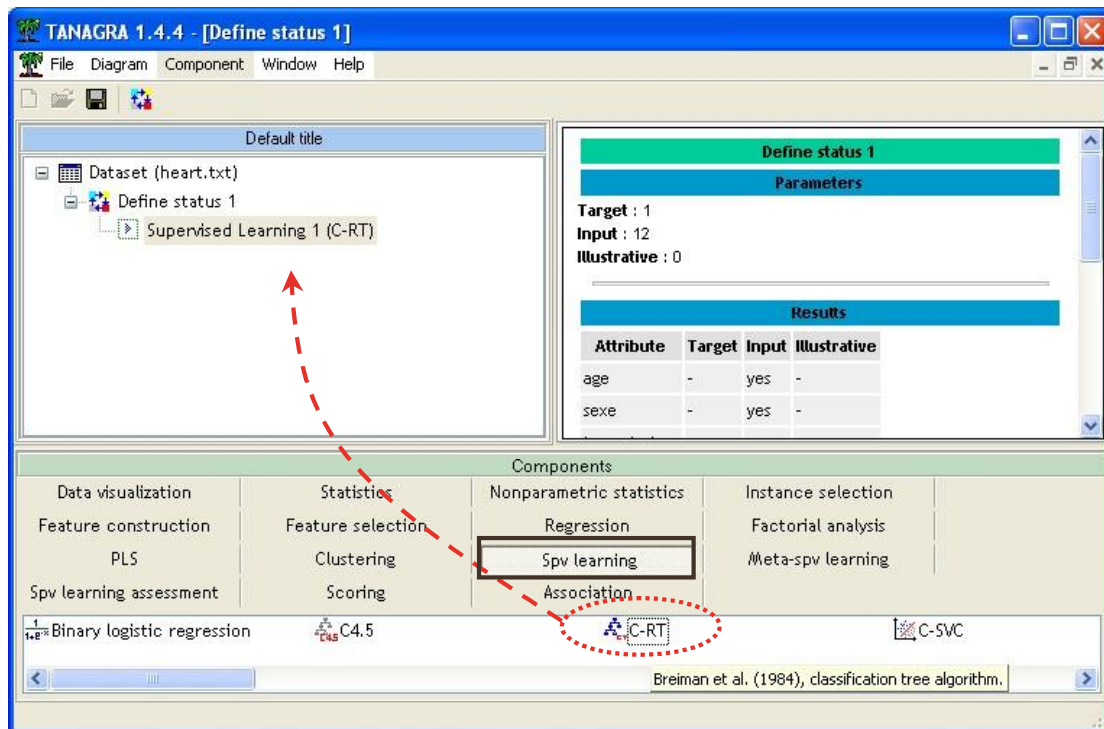 TANAGRA 1.4.4 - [Define status 1]
File Diagram Component Window Help
Default title
Dataset (heart.txt)
Define status 1
Supervised Learning 1 (C-RT)
Define status 1
Parameters
Target : 1
Input : 12
Illustrative : 0
Results
Attribute Target Input Illustrative
age - yes -
sexe - yes -
Components
Data visualization Statistics Nonparametric statistics Instance selection
Feature construction Feature selection Regression Factorial analysis
PLS Clustering Spv learning Meta-spv learning
Spv learning assessment Scoring Association
Binary logistic regression C4.5 C-RT C-SVC
Breiman et al. (1984), classification tree algorithm.